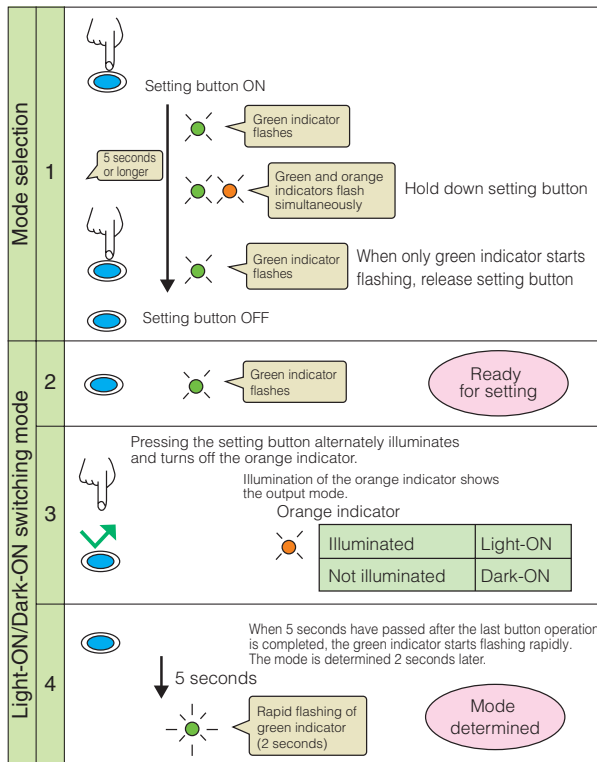 Mode selection
1
Setting button ON
Green indicator
flashes
5 seconds
or longer
Green and orange
indicators flash
simultaneously
Hold down setting button
Green indicator
flashes
When only green indicator starts
flashing, release setting button
Setting button OFF
Light-ON/Dark-ON switching mode
2
Green indicator
flashes
Ready
for setting
3
Pressing the setting button alternately illuminates
and turns off the orange indicator.
Illumination of the orange indicator shows
the output mode.
Orange indicator
Illuminated Light-ON
Not illuminated Dark-ON
4
When 5 seconds have passed after the last button operation
is completed, the green indicator starts flashing rapidly.
The mode is determined 2 seconds later.
5 seconds
Rapid flashing of
green indicator
(2 seconds)
Mode
determined